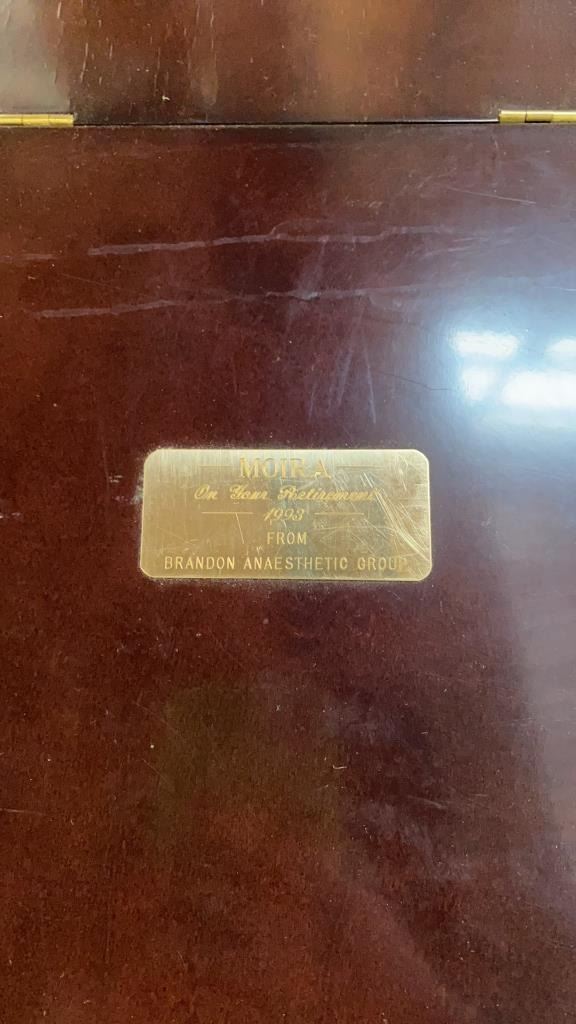 MOIRA
On Your Retirement
1993
FROM
BRANDON ANAESTHETIC GROUP